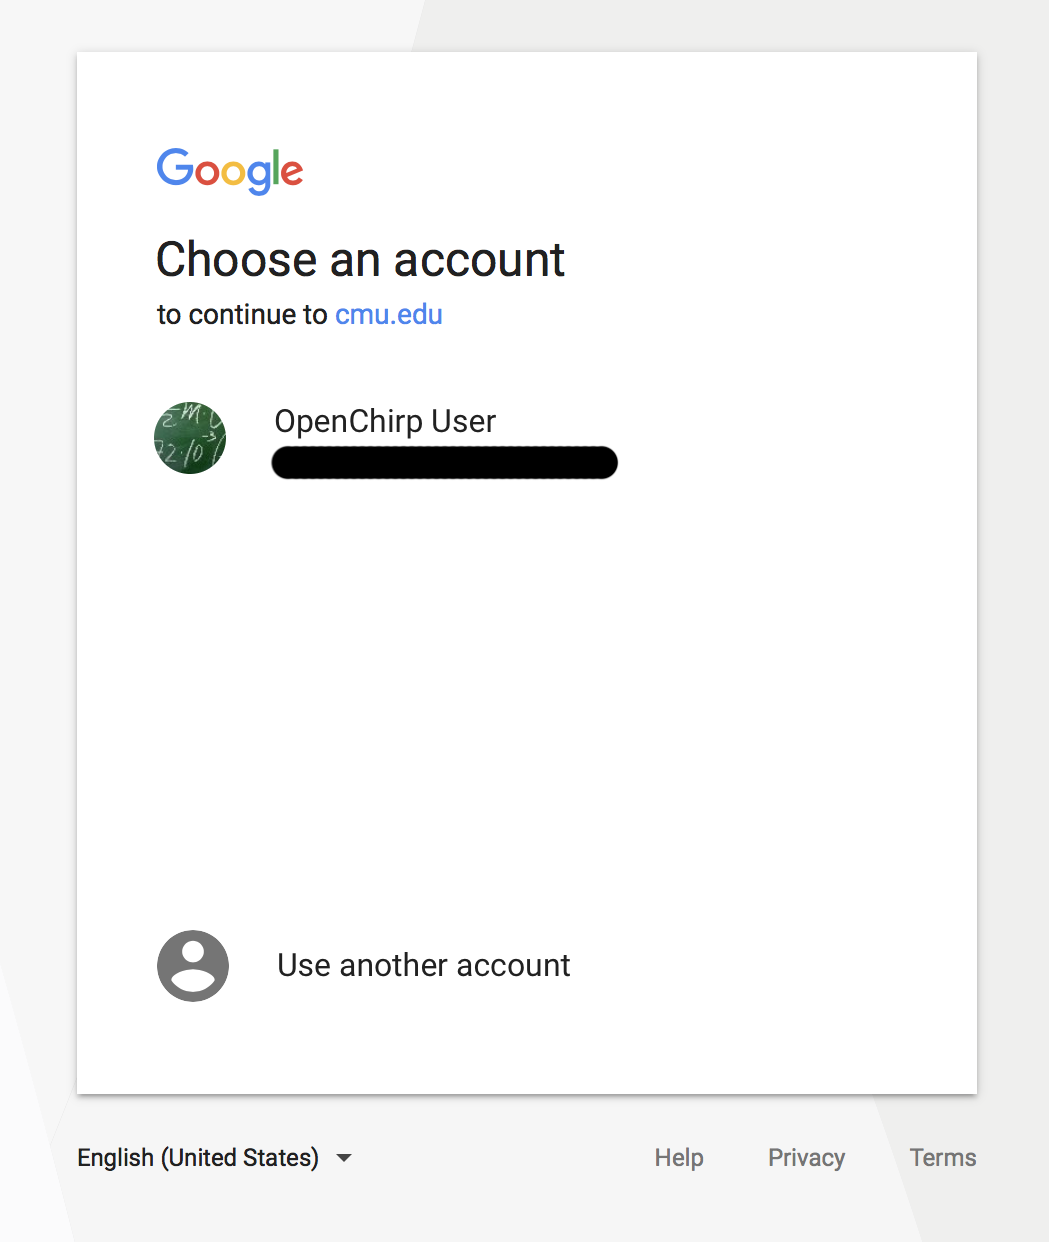 Google
Choose an account
to continue to cmu.edu
OpenChirp User
Use another account
English (United States)
Help Privacy Terms